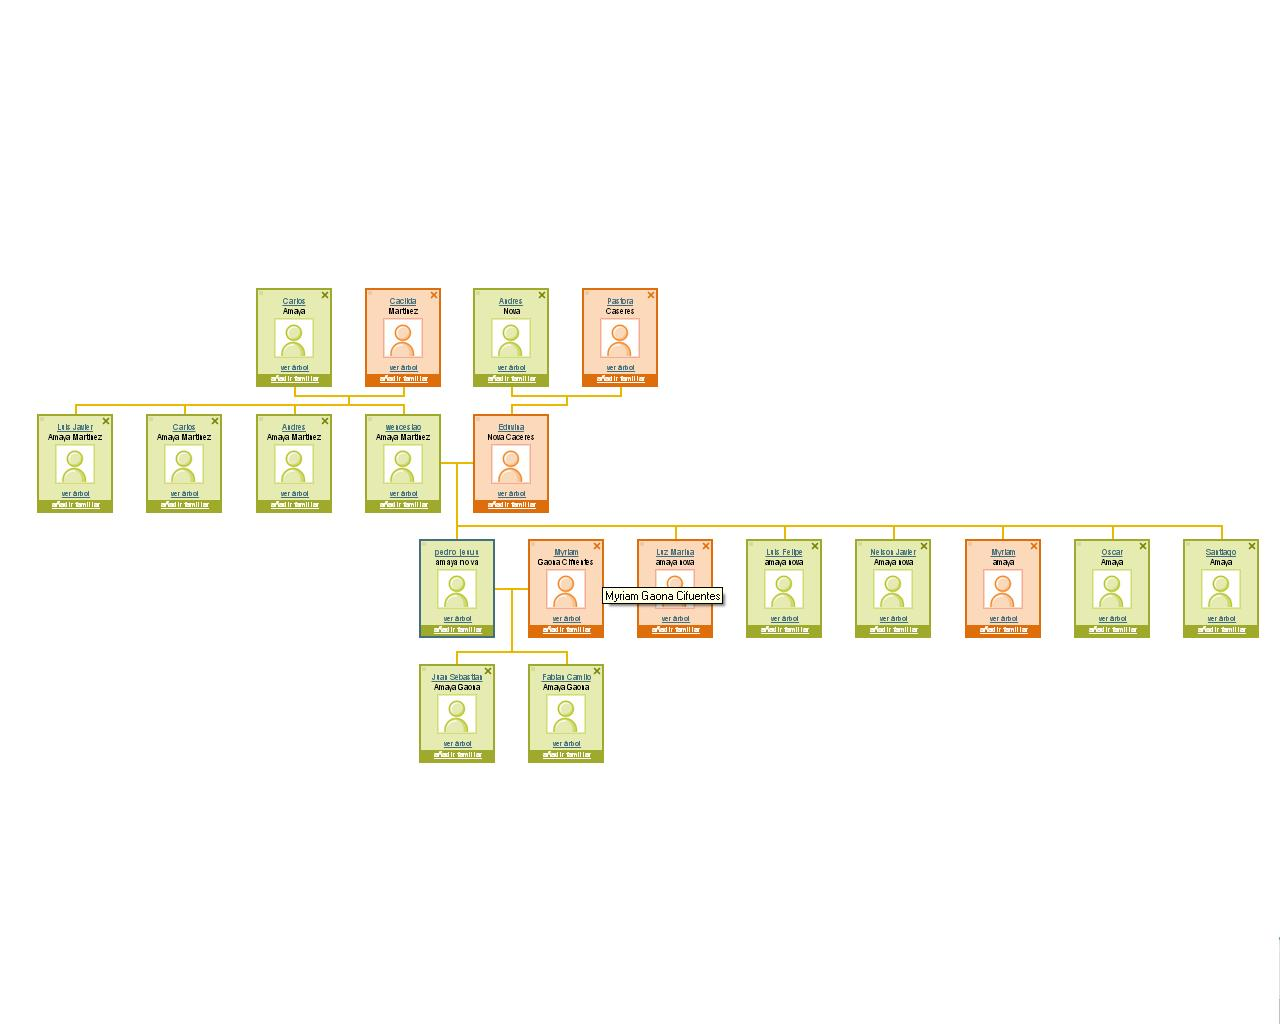 Carlos
Amaya
ver árbol
añadir familiar
Cacilda
Martinez
ver árbol
añadir familiar
Andres
Nova
ver árbol
añadir familiar
Pastora
Caseres
ver árbol
añadir familiar
Luis Javier
Amaya Martinez
ver árbol
añadir familiar
Carlos
Amaya Martinez
ver árbol
añadir familiar
Andres
Amaya Martinez
ver árbol
añadir familiar
wenceslao
Amaya Martinez
ver árbol
añadir familiar
Edivina
Nova Caceres
ver árbol
añadir familiar
pedro
amaya nova
ver árbol
añadir familiar
Myriam
Gaona Cifuentes
ver árbol
añadir familiar
Luz Marina
amaya nova
ver árbol
añadir familiar
Myriam Gaona Cifuentes
Luis Felipe
amaya nova
ver árbol
añadir familiar
Nelson Javier
Amaya nova
ver árbol
añadir familiar
Myriam
amaya
ver árbol
añadir familiar
Oscar
Amaya
ver árbol
añadir familiar
Santiago
Amaya
ver árbol
añadir familiar
Juan Sebastian
Amaya Gaona
ver árbol
añadir familiar
Fabian Camilo
Amaya Gaona
ver árbol
añadir familiar